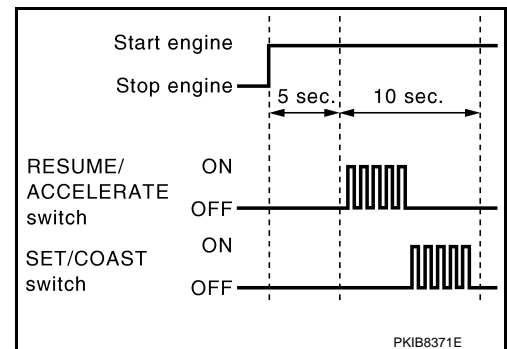 Start engine
Stop engine
5 sec.
10 sec.
RESUME/
ACCELERATE
switch
ON
OFF
SET/COAST
switch
ON
OFF
PKIB8371E